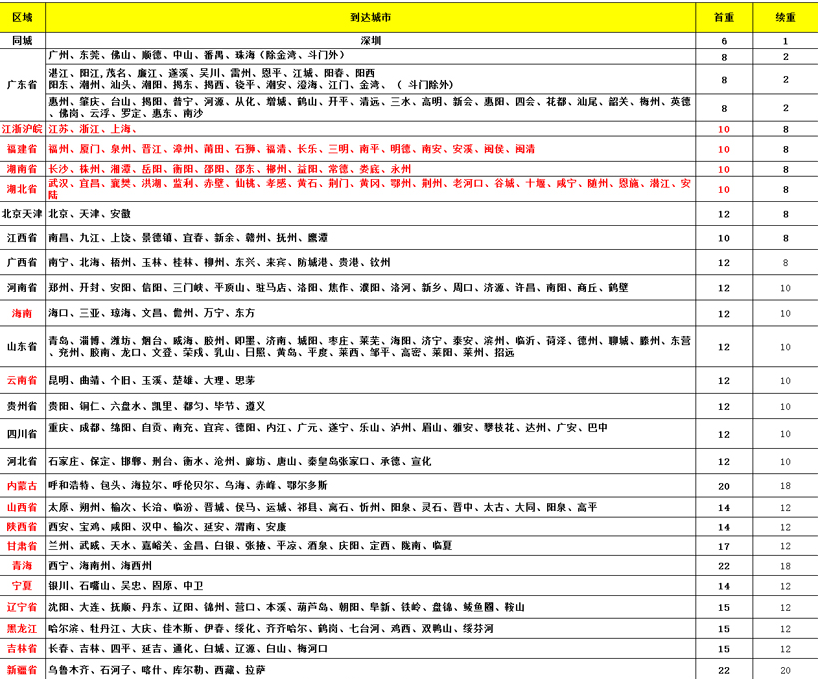 区域 到达城市 首重 续重
同城 深圳 6 1
广东省
广州、东莞、佛山、顺德、中山、番禺、珠海（除金湾、斗门外） 8 2
湛江、阳江,茂名、廉江、遂溪、吴川、雷州、恩平、江城、阳春、阳西
阳东、潮州、汕头、潮阳、揭东、揭西、饶平、潮安、澄海、江门、金湾、（ 斗门除外） 8 2
惠州、肇庆、台山、揭阳、普宁、河源、从化、增城、鹤山、开平、清远、三水、高明、新会、惠阳、四会、花都、汕尾、韶关、梅州、英德
、佛岗、云浮、罗定、惠东、南沙 8 2
江浙沪皖 江苏、浙江、上海、 10 8
福建省 福州、厦门、泉州、晋江、漳州、莆田、石狮、福清、长乐、三明、南平、明德、南安、安溪、闽侯、闽清 10 8
湖南省 长沙、株州、湘潭、岳阳、衡阳、邵阳、邵东、郴州、益阳、常德、娄底、永州 10 8
湖北省 武汉、宜昌、襄樊、洪湖、监利、赤壁、仙桃、孝感、黄石、荆门、黄冈、鄂州、荆州、老河口、谷城、十堰、咸宁、随州、恩施、潜江、安
陆 10 8
北京天津 北京、天津、安徽 12 8
江西省 南昌、九江、上饶、景德镇、宜春、新余、赣州、抚州、鹰潭 10 8
广西省 南宁、北海、梧州、玉林、桂林、柳州、东兴、来宾、防城港、贵港、钦州 12 8
河南省 郑州、开封、安阳、信阳、三门峡、平顶山、驻马店、洛阳、焦作、濮阳、洛河、新乡、周口、济源、许昌、南阳、商丘、鹤壁 12 10
海南 海口、三亚、琼海、文昌、儋州、万宁、东方 12 10
山东省 青岛、淄博、潍坊、烟台、威海、胶州、即墨、济南、城阳、枣庄、莱芜、海阳、济宁、泰安、滨州、临沂、荷泽、德州、聊城、滕州、东营
、兖州、胶南、龙口、文登、荣成、乳山、日照、黄岛、平度、莱西、邹平、高密、莱阳、莱州、招远 12 10
云南省 昆明、曲靖、个旧、玉溪、楚雄、大理、思茅 12 10
贵州省 贵阳、铜仁、六盘水、凯里、都匀、毕节、遵义 12 10
四川省 重庆、成都、绵阳、自贡、南充、宜宾、德阳、内江、广元、遂宁、乐山、泸州、眉山、雅安、攀枝花、达州、广安、巴中 12 10
河北省 石家庄、保定、邯郸、荆台、衡水、沧州、廊坊、唐山、秦皇岛张家口、承德、宣化 12 10
内蒙古 呼和浩特、包头、海拉尔、呼伦贝尔、乌海、赤峰、鄂尔多斯 20 18
山西省 太原、朔州、榆次、长治、临汾、晋城、侯马、运城、祁县、离石、忻州、阳泉、灵石、晋中、太古、大同、阳泉、高平 14 12
陕西省 西安、宝鸡、咸阳、汉中、榆次、延安、渭南、安康 14 12
甘肃省 兰州、武威、天水、嘉峪关、金昌、白银、张掖、平凉、酒泉、庆阳、定西、陇南、临夏 17 12
青海 西宁、海南州、海西州 22 18
宁夏 银川、石嘴山、吴忠、固原、中卫 14 12
辽宁省 沈阳、大连、抚顺、丹东、辽阳、锦州、营口、本溪、葫芦岛、朝阳、阜新、铁岭、盘锦、鲅鱼圈、鞍山 15 12
黑龙江 哈尔滨、牡丹江、大庆、佳木斯、伊春、绥化、齐齐哈尔、鹤岗、七台河、鸡西、双鸭山、绥芬河 15 12
吉林省 长春、吉林、四平、延吉、通化、白城、辽源、白山、梅河口 15 12
新疆省 乌鲁木齐、石河子、喀什、库尔勒、西藏、拉萨 22 20